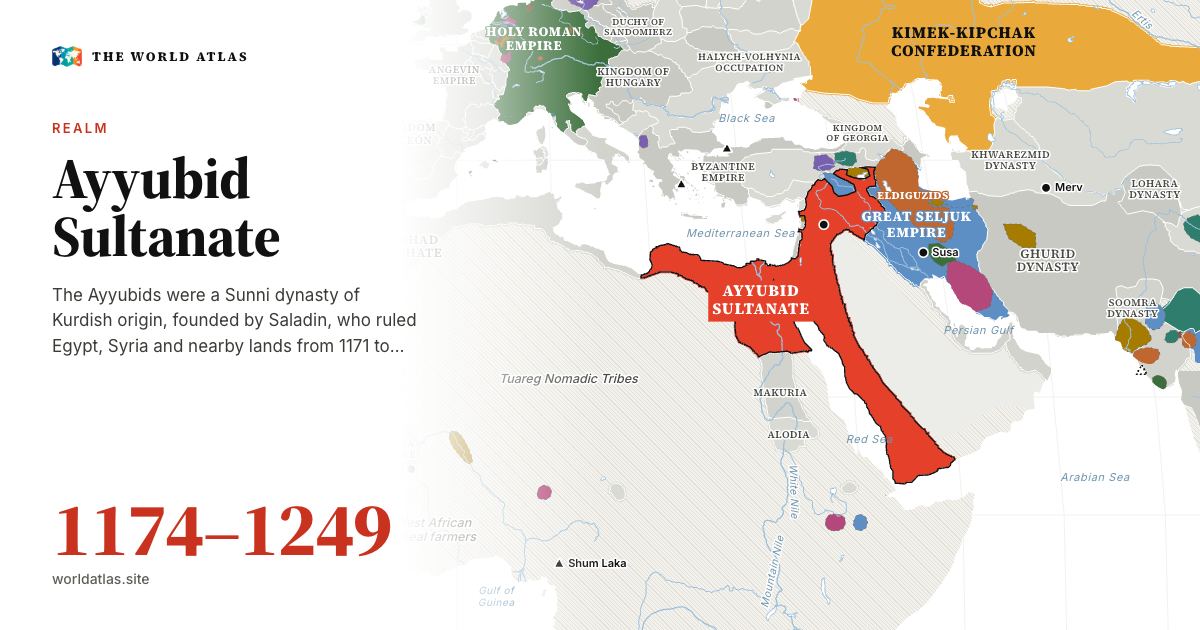 THE WORLD ATLAS
REALM
Ayyubid
Sultanate
The Ayyubids were a Sunni dynasty of
Kurdish origin, founded by Saladin, who ruled
Egypt, Syria and nearby lands from 1171 to...
1174–1249
worldatlas.site
HOLY ROMAN
EMPIRE
DUCHY OF
SANDOMIERZ
KIMEK-KIPCHAK
CONFEDERATION
Ertis
ANGEVIN
EMPIRE
KINGDOM OF
HUNGARY
HALYCH-VOLHYNIA
OCCUPATION
Black Sea
KINGDOM
OF GEORGIA
BYZANTINE
EMPIRE
KHWAREZMID
DYNASTY
Merv
LOHARA
DYNASTY
ELDIGUZIDS
GREAT SELJUK
EMPIRE
Mediterranean Sea
Susa
GHURID
DYNASTY
AYYUBID
SULTANATE
SOOMRA
DYNASTY
Persian Gulf
Tuareg Nomadic Tribes
MAKURIA
ALODIA
Red Sea
Arabian Sea
White Nile
Mountain Nile
African
farmers
Shum Laka
Gulf of
Guinea